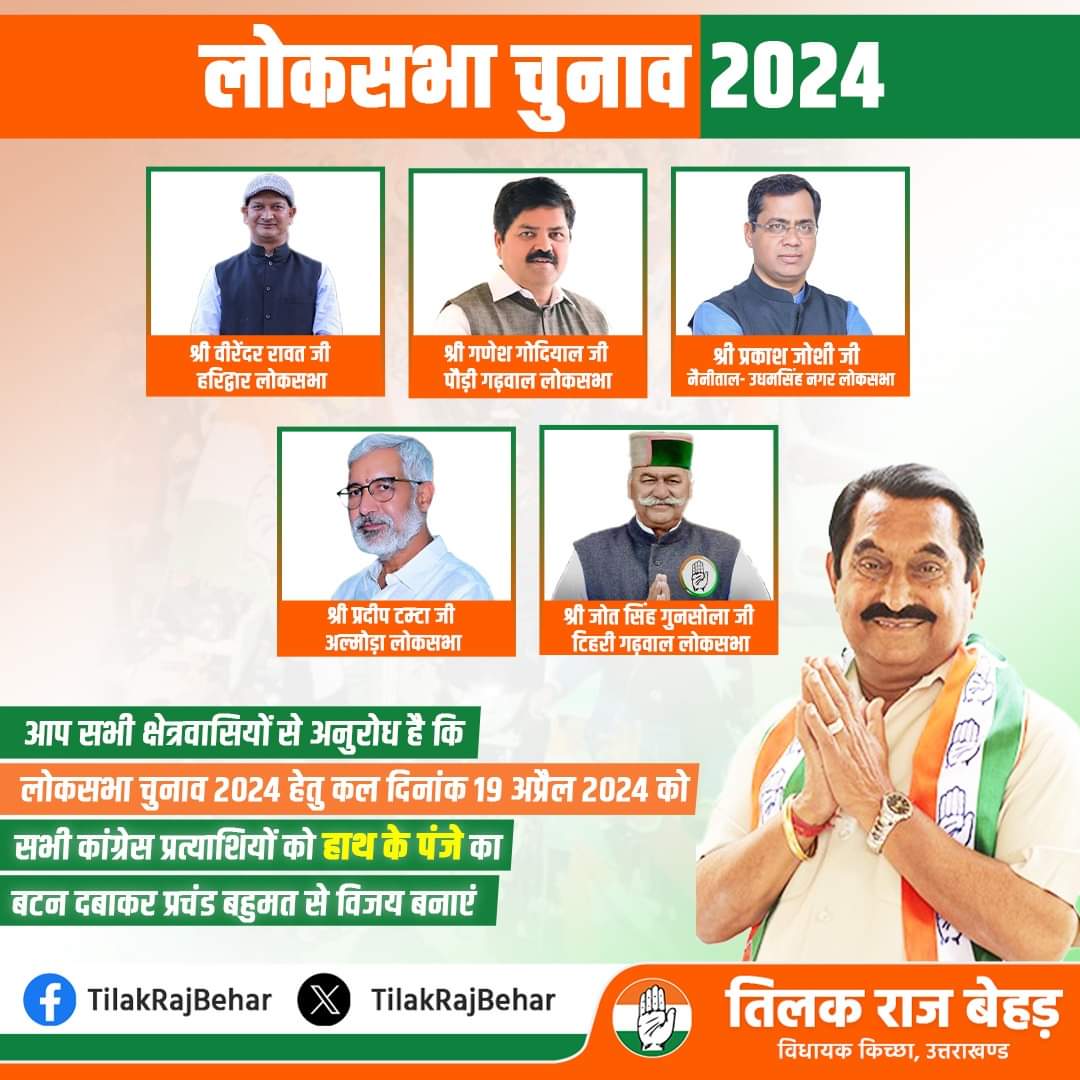 लोकसभा चुनाव 2024
श्री वीरेंदर रावत जी
हरिद्वार लोकसभा
श्री गणेश गोदियाल जी
पौड़ी गढ़वाल लोकसभा
श्री प्रकाश जोशी जी
नैनीताल- उधमसिंह नगर लोकसभा
श्री प्रदीप टम्टा जी
अल्मोड़ा लोकसभा
श्री जोत सिंह गुनसोला जी
टिहरी गढ़वाल लोकसभा
आप सभी क्षेत्रवासियों से अनुरोध है कि
लोकसभा चुनाव 2024 हेतु कल दिनांक 19 अप्रैल 2024 को
सभी कांग्रेस प्रत्याशियों को हाथ के पंजे का
बटन दबाकर प्रचंड बहुमत से विजय बनाएं
TilakRajBehar
TilakRajBehar
तिलक राज बेहड़
विधायक किच्छा, उत्तराखण्ड